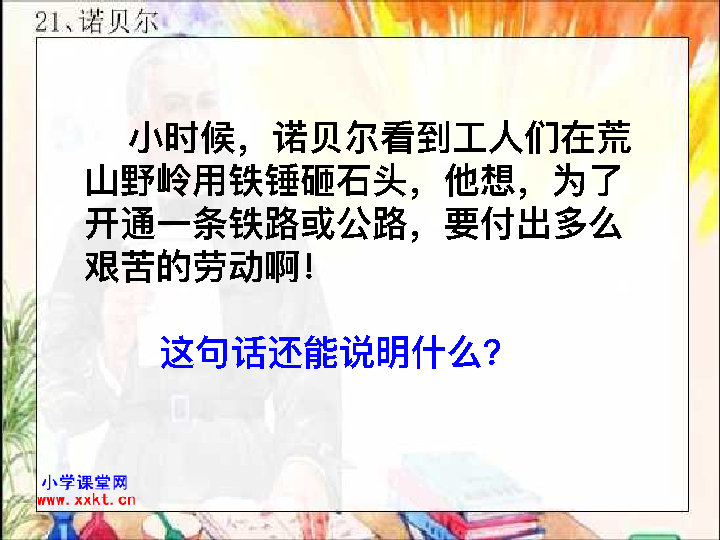 21、诺贝尔
小时候，诺贝尔看到工人们在荒
山野岭用铁锤砸石头，他想，为了
开通一条铁路或公路，要付出多么
艰苦的劳动啊！
这句话还能说明什么？
小学课堂网
www.xxkt.cn